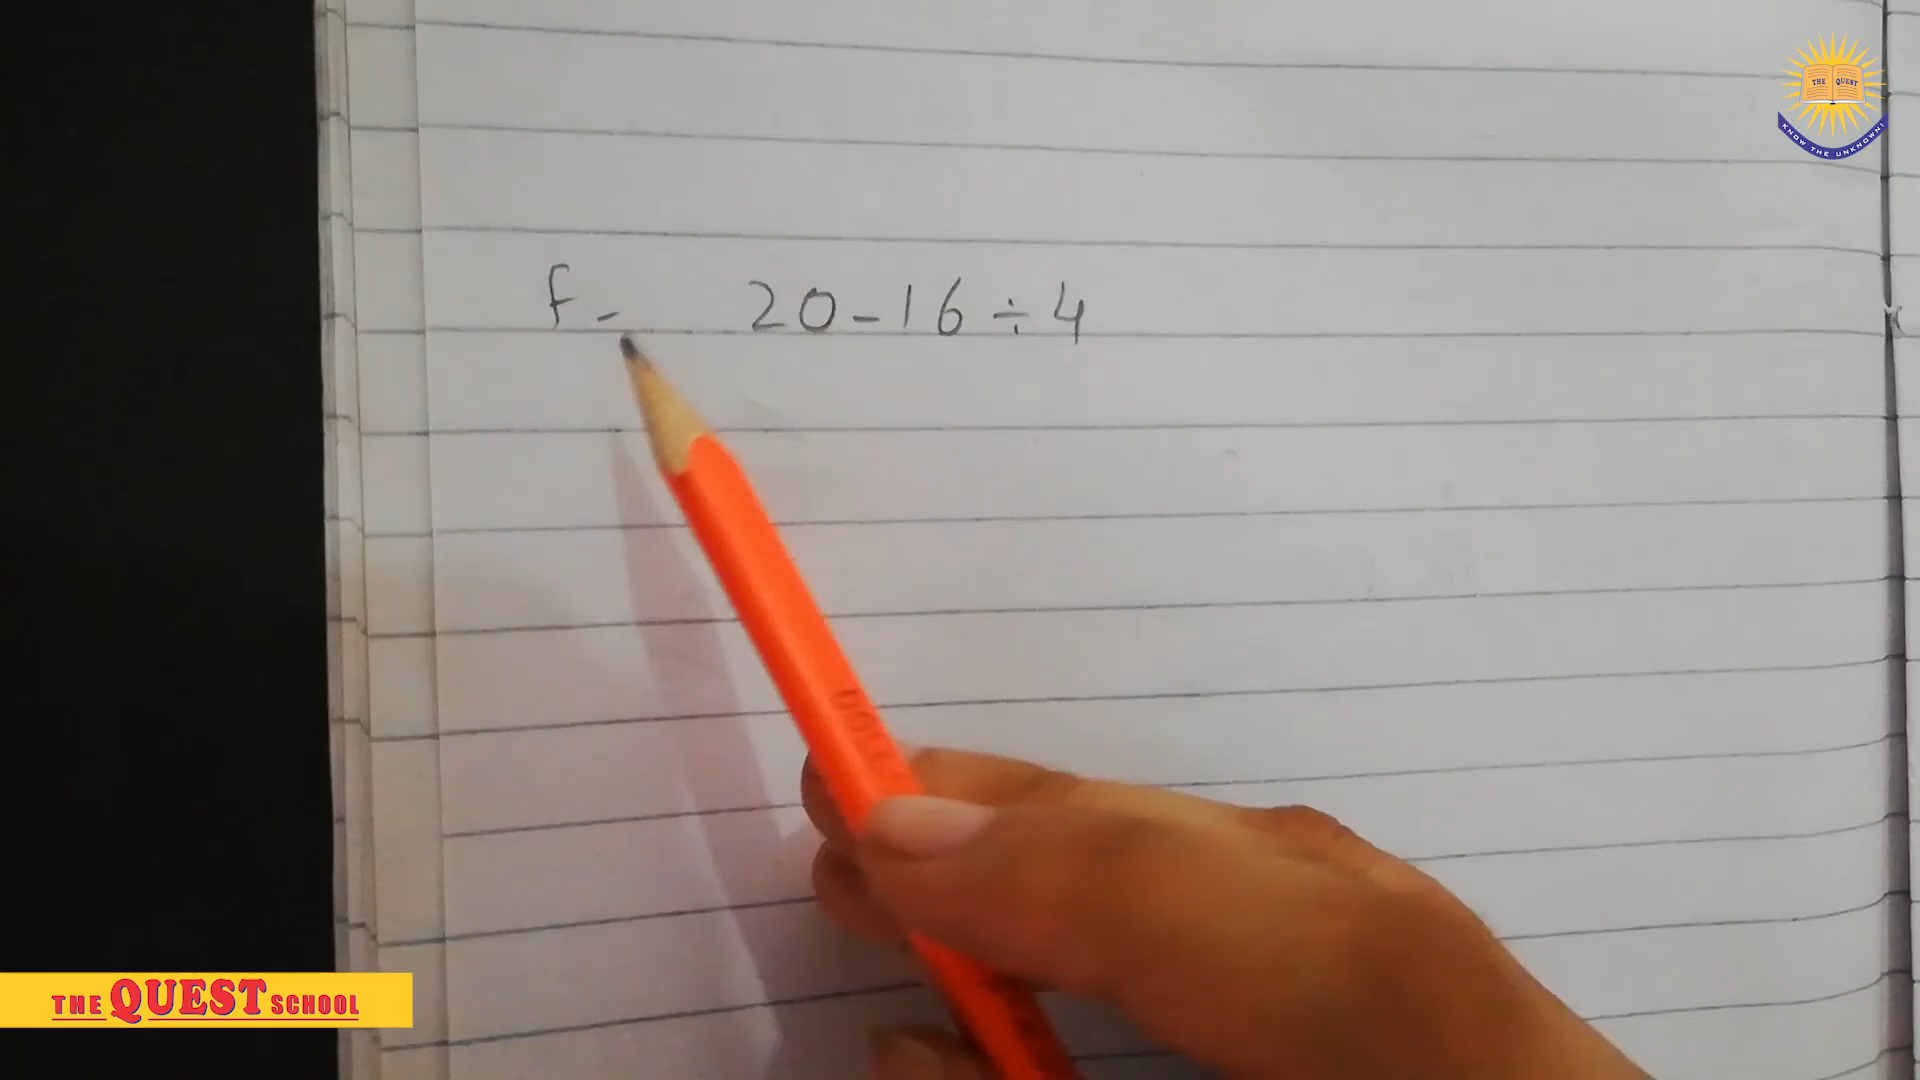 THE QUEST
KNOW THE UNKNOWN!
F- 20-16÷4
THE QUEST SCHOOL